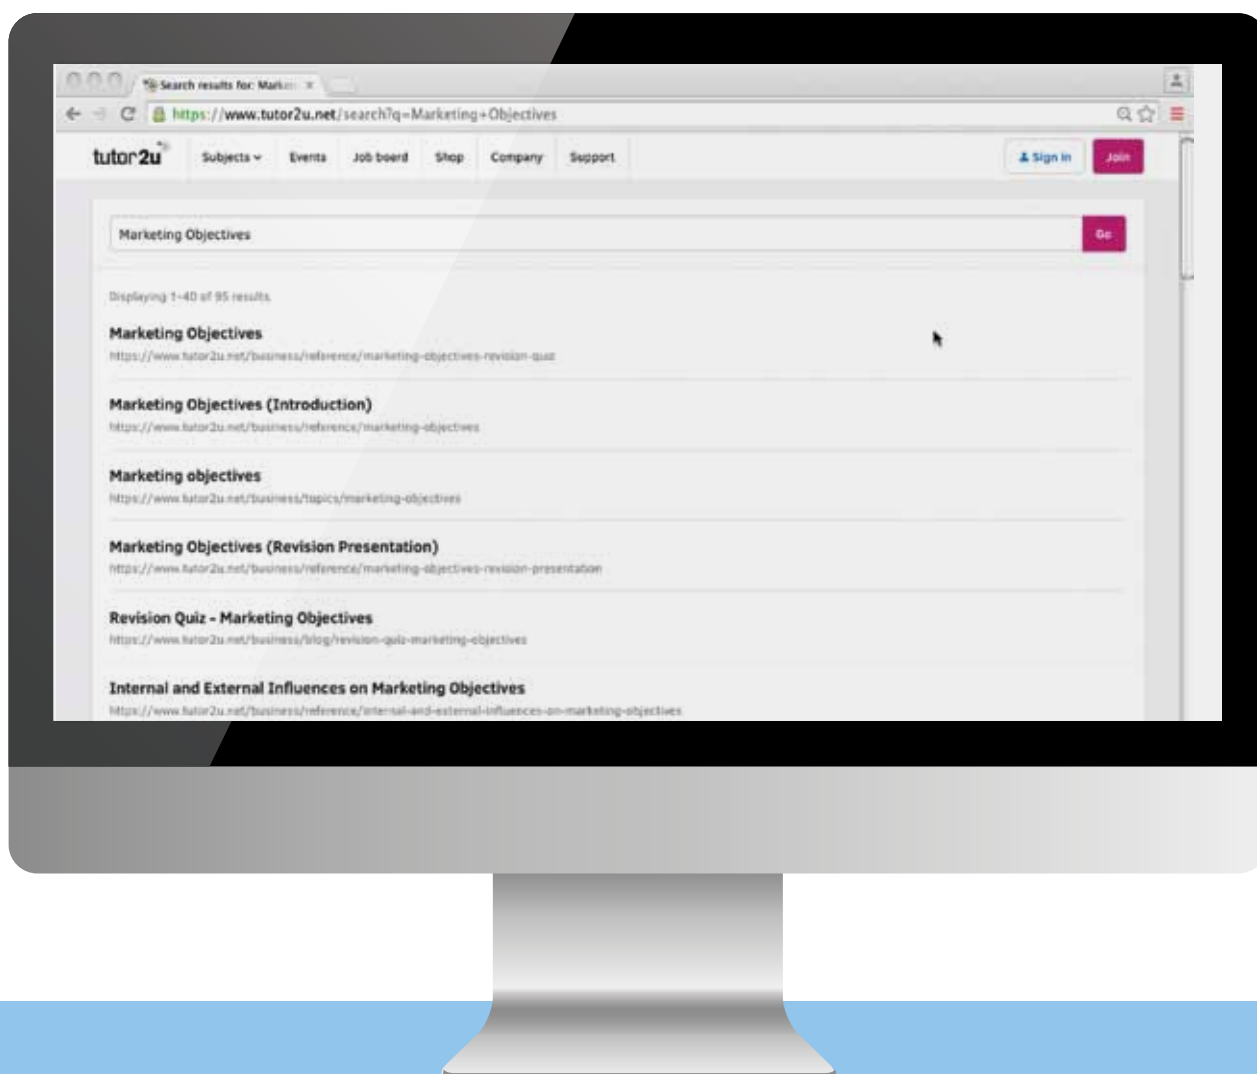 Search results for: Mark
https://www.tutor2u.net/search?q=Marketing+Objectives
tutor2u Subjects Events Job board Shop Company Support Sign in Join
Marketing Objectives Go
Displaying 1-40 of 95 results.
Marketing Objectives
https://www.tutor2u.net/business/reference/marketing-objectives-revision-quiz
Marketing Objectives (Introduction)
https://www.tutor2u.net/business/reference/marketing-objectives
Marketing objectives
https://www.tutor2u.net/business/topics/marketing-objectives
Marketing Objectives (Revision Presentation)
https://www.tutor2u.net/business/reference/marketing-objectives-revision-presentation
Revision Quiz - Marketing Objectives
https://www.tutor2u.net/business/blog/revision-quiz-marketing-objectives
Internal and External Influences on Marketing Objectives
https://www.tutor2u.net/business/reference/internal-and-external-influences-on-marketing-objectives